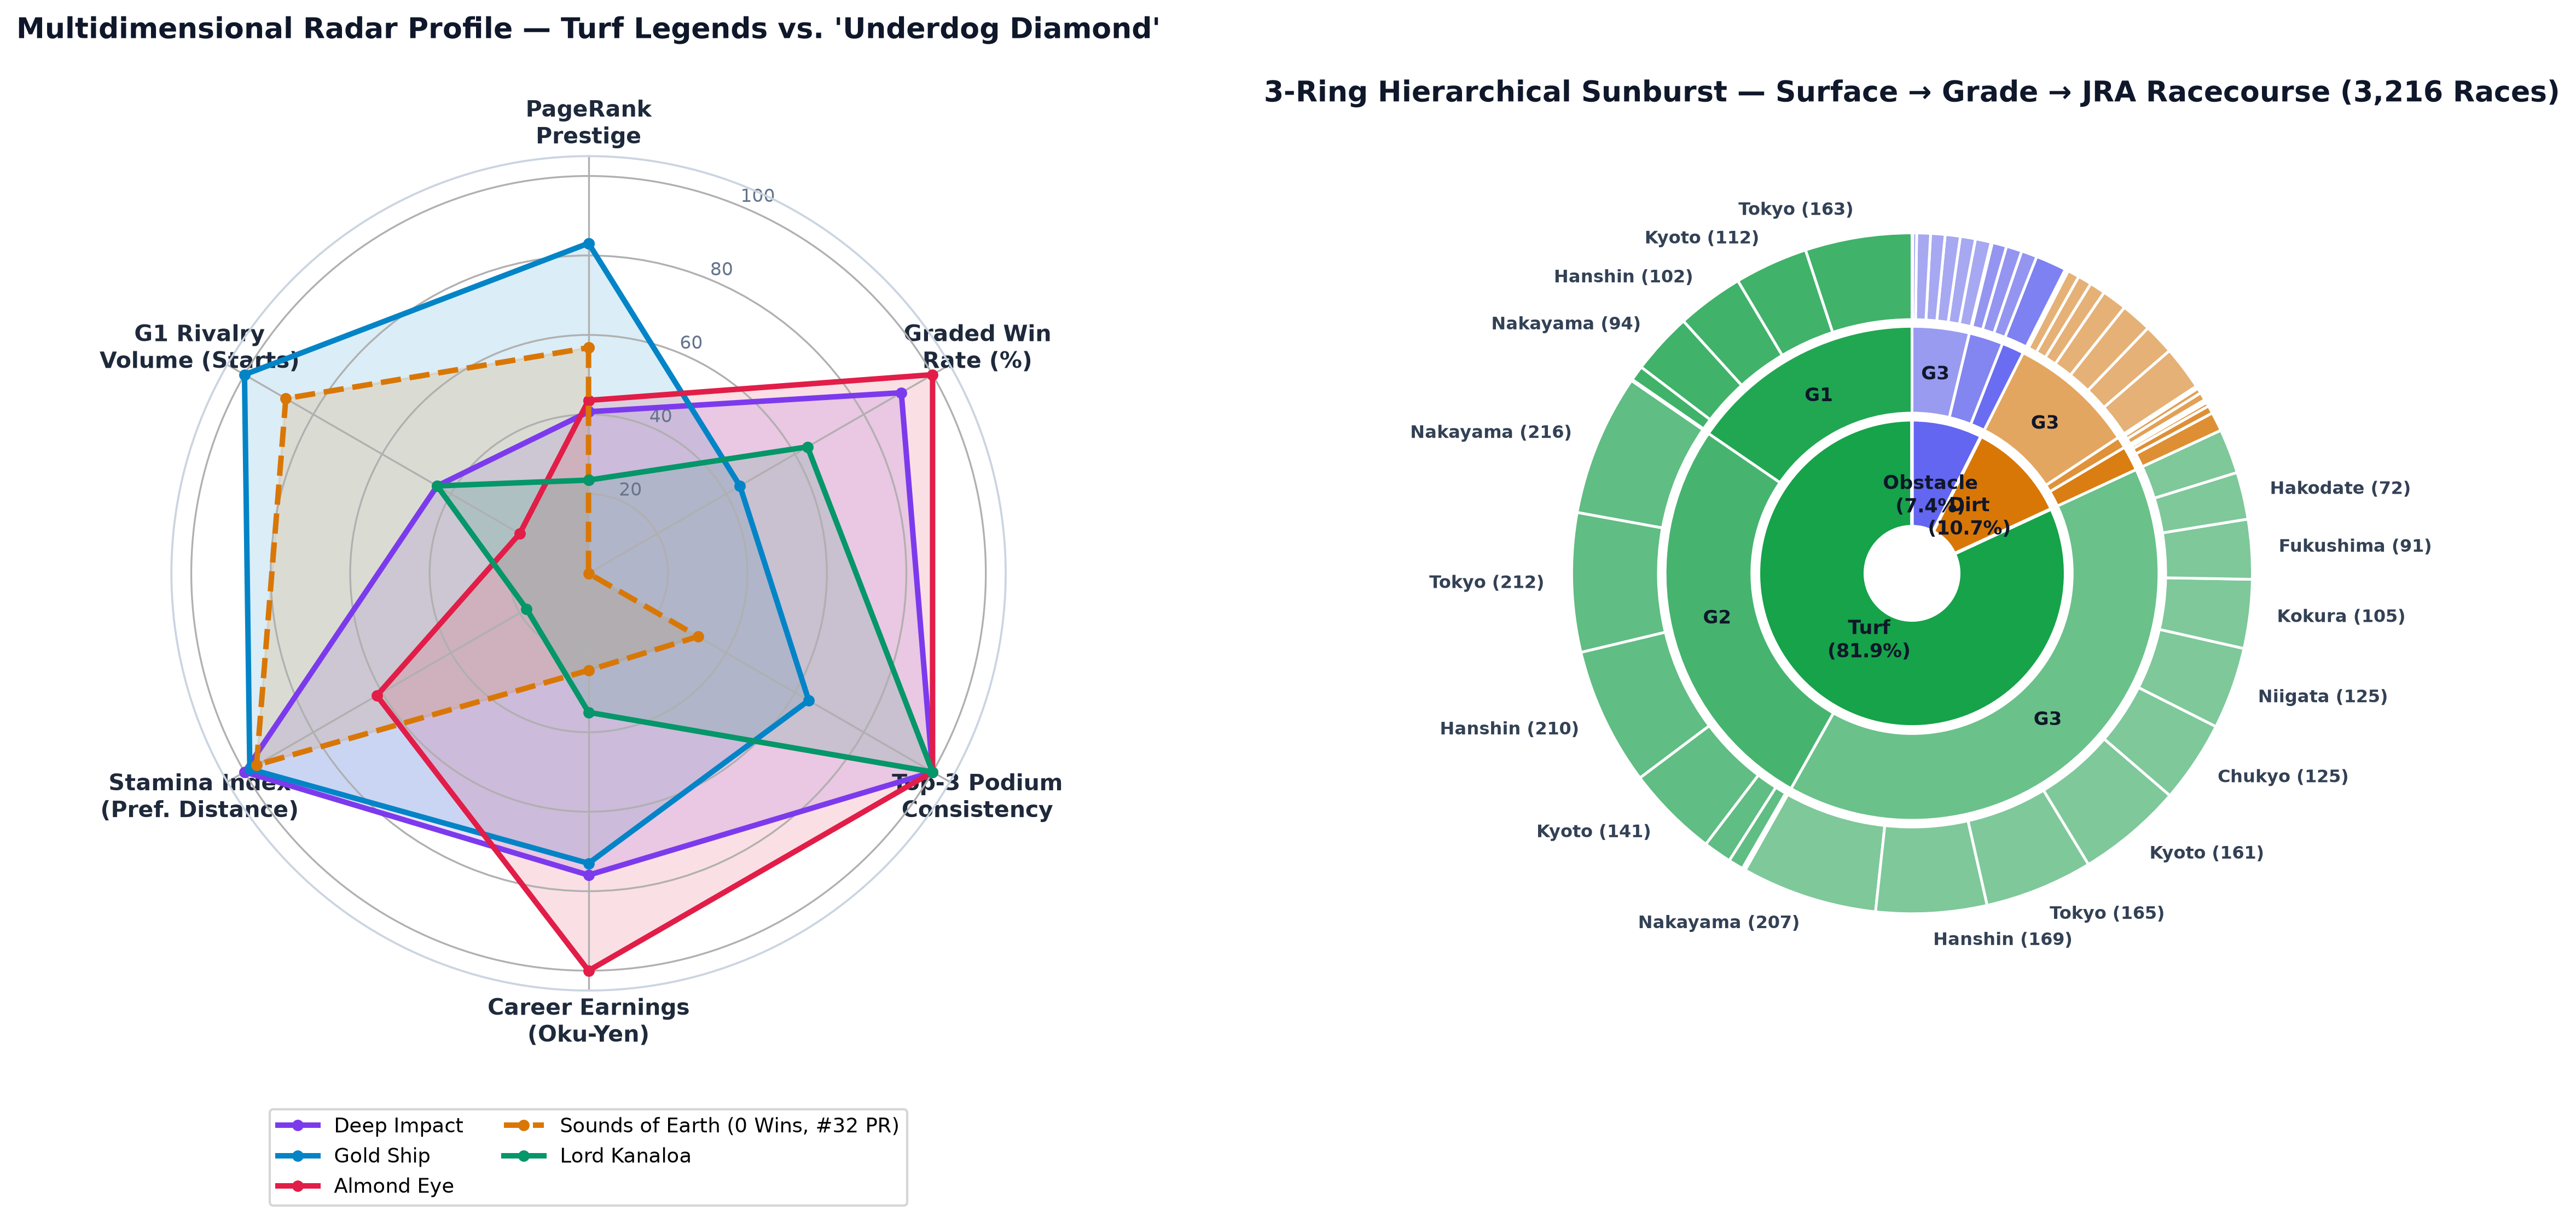 Multidimensional Radar Profile — Turf Legends vs. 'Underdog Diamond'
PageRank
Prestige
Graded Win
Rate (%)
G1 Rivalry
Volume (Starts)
Stamina Index
(Pref. Distance)
Career Earnings
(Oku-Yen)
Top-3 Podium
Consistency
100
80
60
40
20
Deep Impact
Gold Ship
Almond Eye
Sounds of Earth (0 Wins, #32 PR)
Lord Kanaloa
3-Ring Hierarchical Sunburst — Surface → Grade → JRA Racecourse (3,216 Races)
Tokyo (163)
Kyoto (112)
Hanshin (102)
Nakayama (94)
Nakayama (216)
Tokyo (212)
Hanshin (210)
Kyoto (141)
Nakayama (207)
Hanshin (169)
Tokyo (165)
Kyoto (161)
Chukyo (125)
Niigata (125)
Kokura (105)
Fukushima (91)
Hakodate (72)
G1
G2
G3
G3
G3
Obstacle
(7.4%)
Dirt
(10.7%)
Turf
(81.9%)